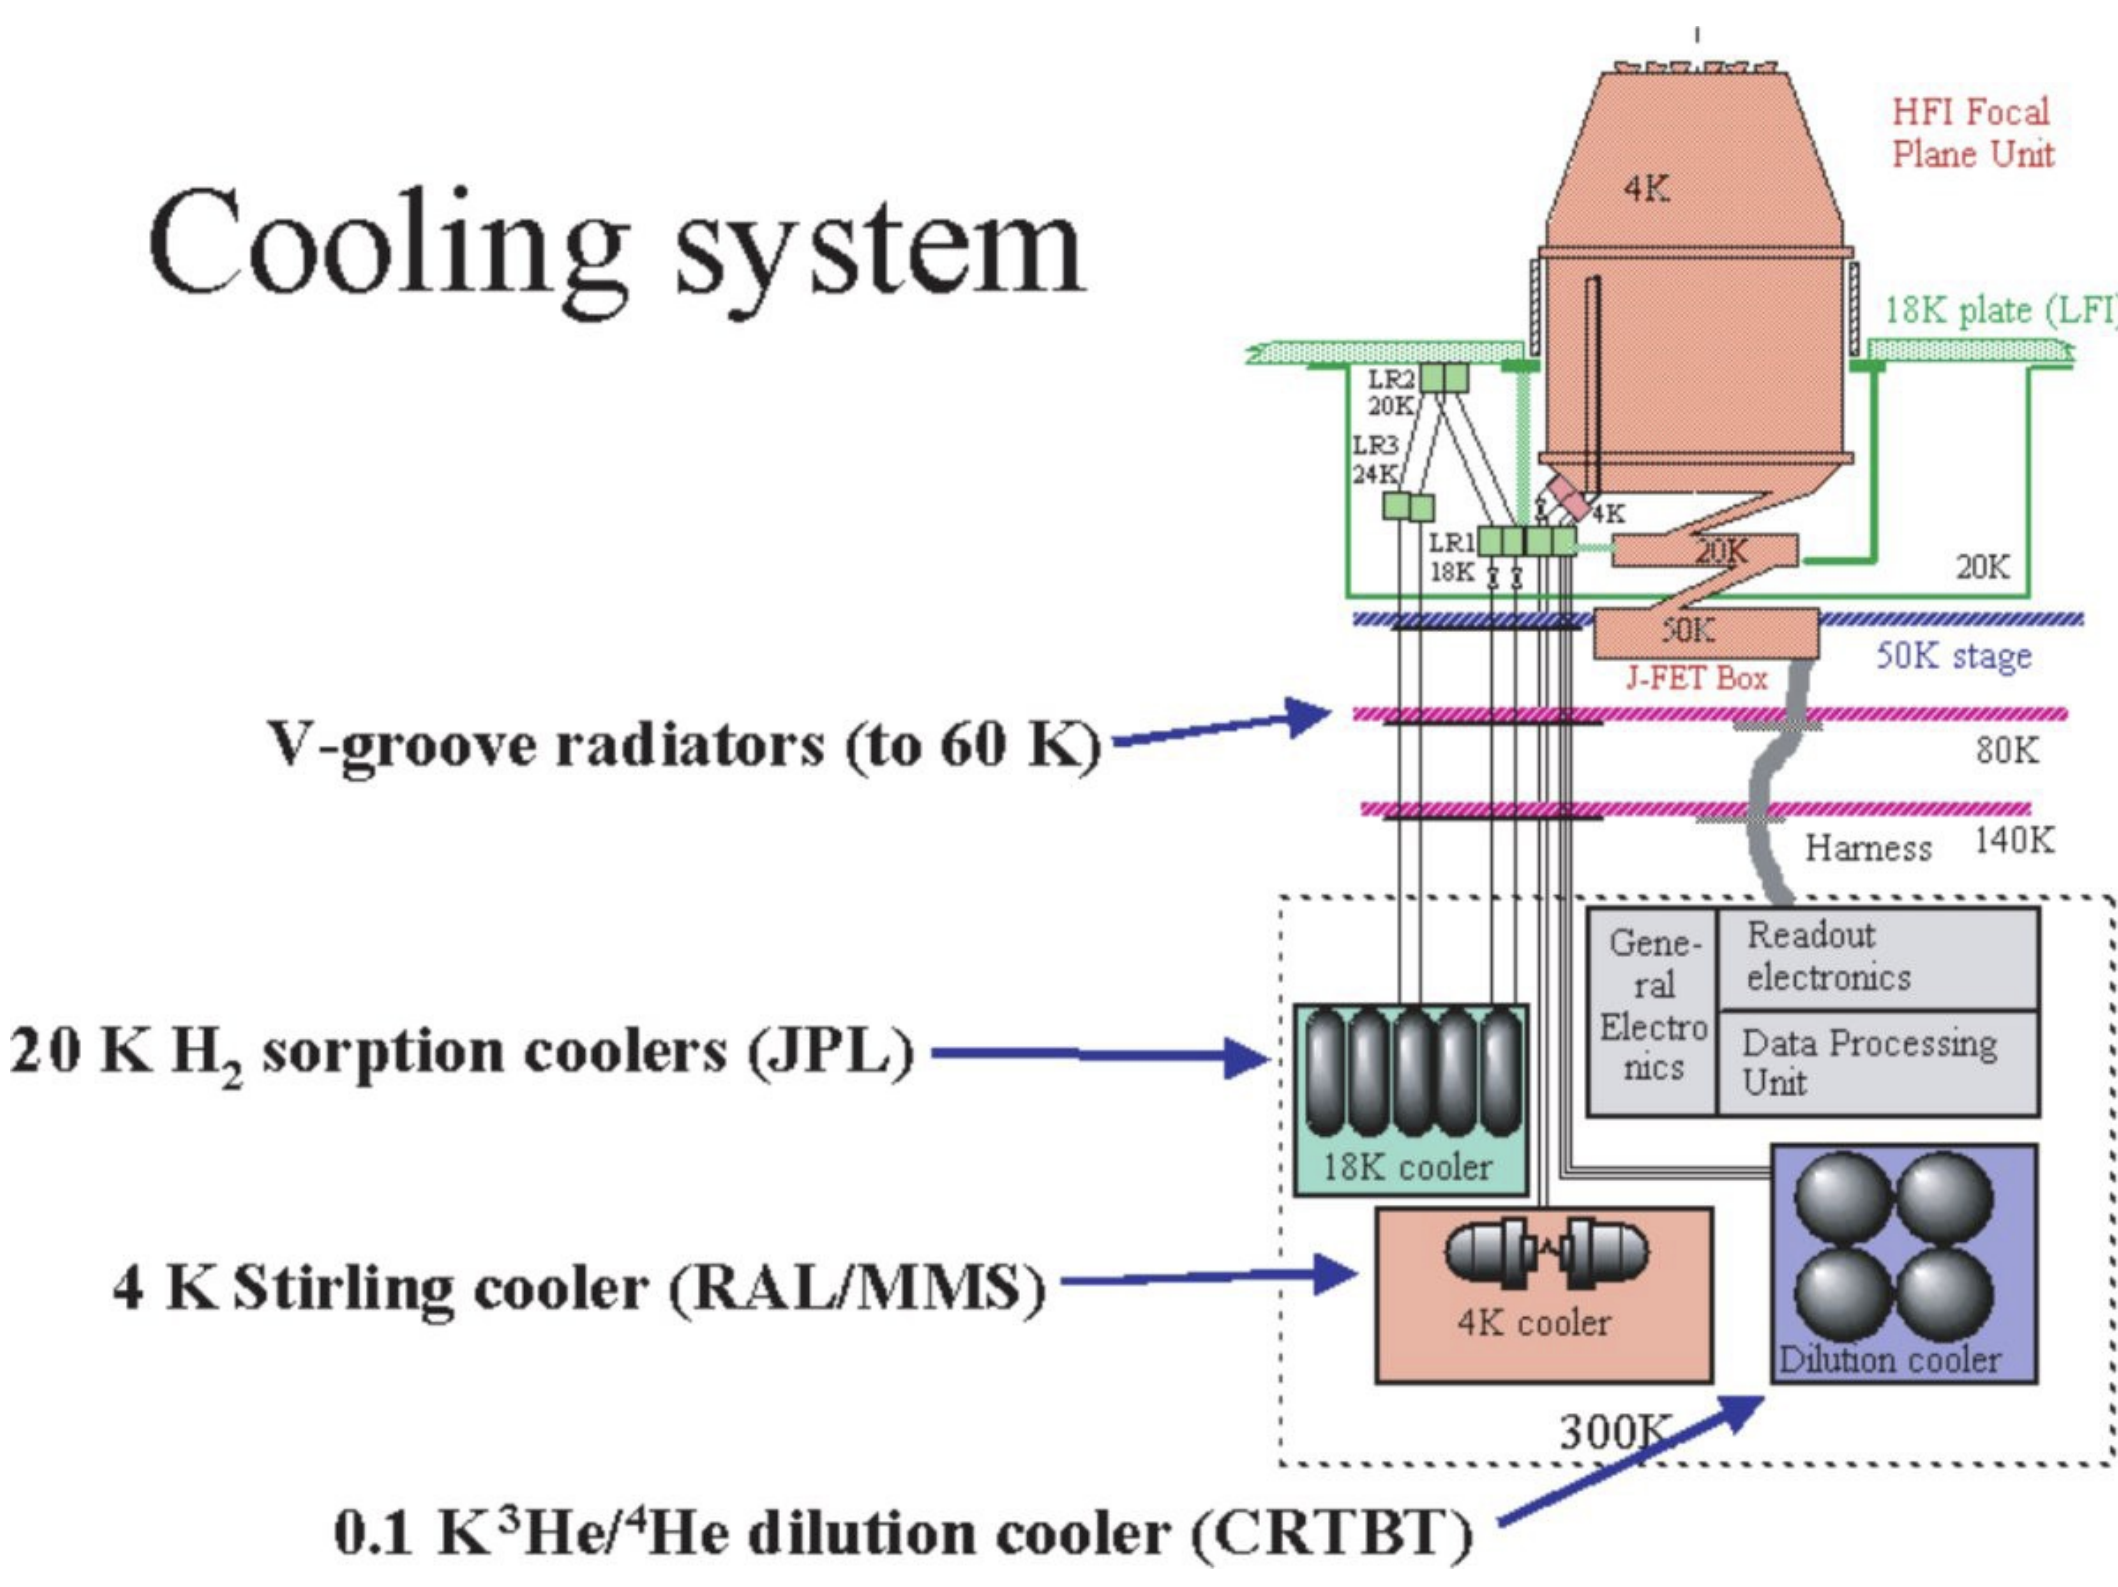 Cooling system
HFI Focal
Plane Unit
4K
18K plate (LFI)
LR2
20K
LR3
24K
4K
LR1
18K
20K
20K
50K
50K stage
J-FET Box
V-groove radiators (to 60 K)
80K
Harness
140K
Gene-
ral
Electro
nics
Readout
electronics
Data Processing
Unit
20 K H₂ sorption coolers (JPL)
18K cooler
4 K Stirling cooler (RAL/MMS)
4K cooler
Dilution cooler
300K
0.1 K ³He/⁴He dilution cooler (CRTBT)